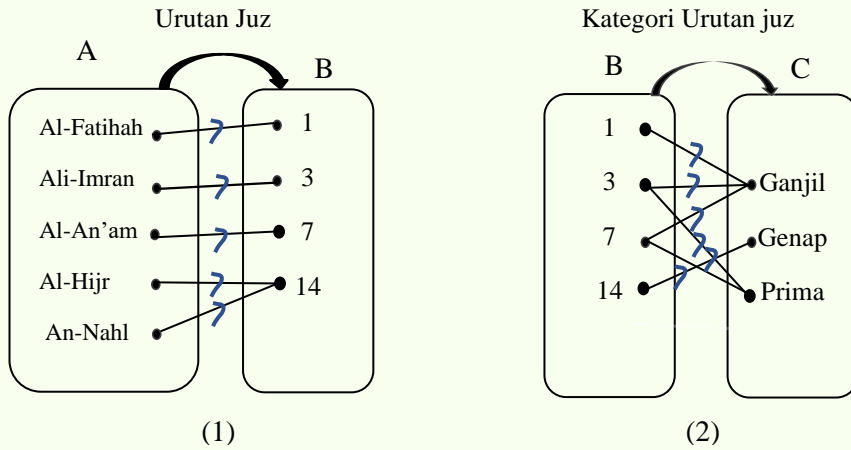 Urutan Juz
A
B
Al-Fatihah
Ali-Imran
Al-An’am
Al-Hijr
An-Nahl
1
3
7
14
(1)
Kategori Urutan juz
B
C
1
3
7
14
Ganjil
Genap
Prima
(2)